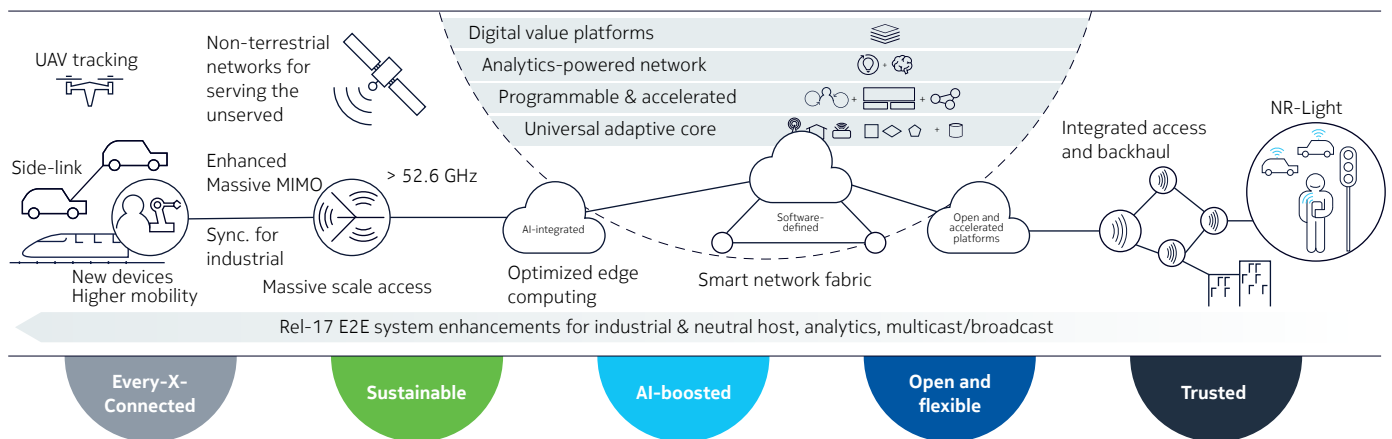 Digital value platforms
Analytics-powered network
Programmable & accelerated
Universal adaptive core
UAV tracking
Non-terrestrial
networks for
serving the
unserved
Side-link
Enhanced
Massive MIMO
> 52.6 GHz
Sync. for
industrial
New devices
Higher mobility
Massive scale access
AI-integrated
Optimized edge
computing
Software-
defined
Smart network fabric
Open and
accelerated
platforms
Integrated access
and backhaul
NR-Light
Rel-17 E2E system enhancements for industrial & neutral host, analytics, multicast/broadcast
Every-X-
Connected
Sustainable
AI-boosted
Open and
flexible
Trusted